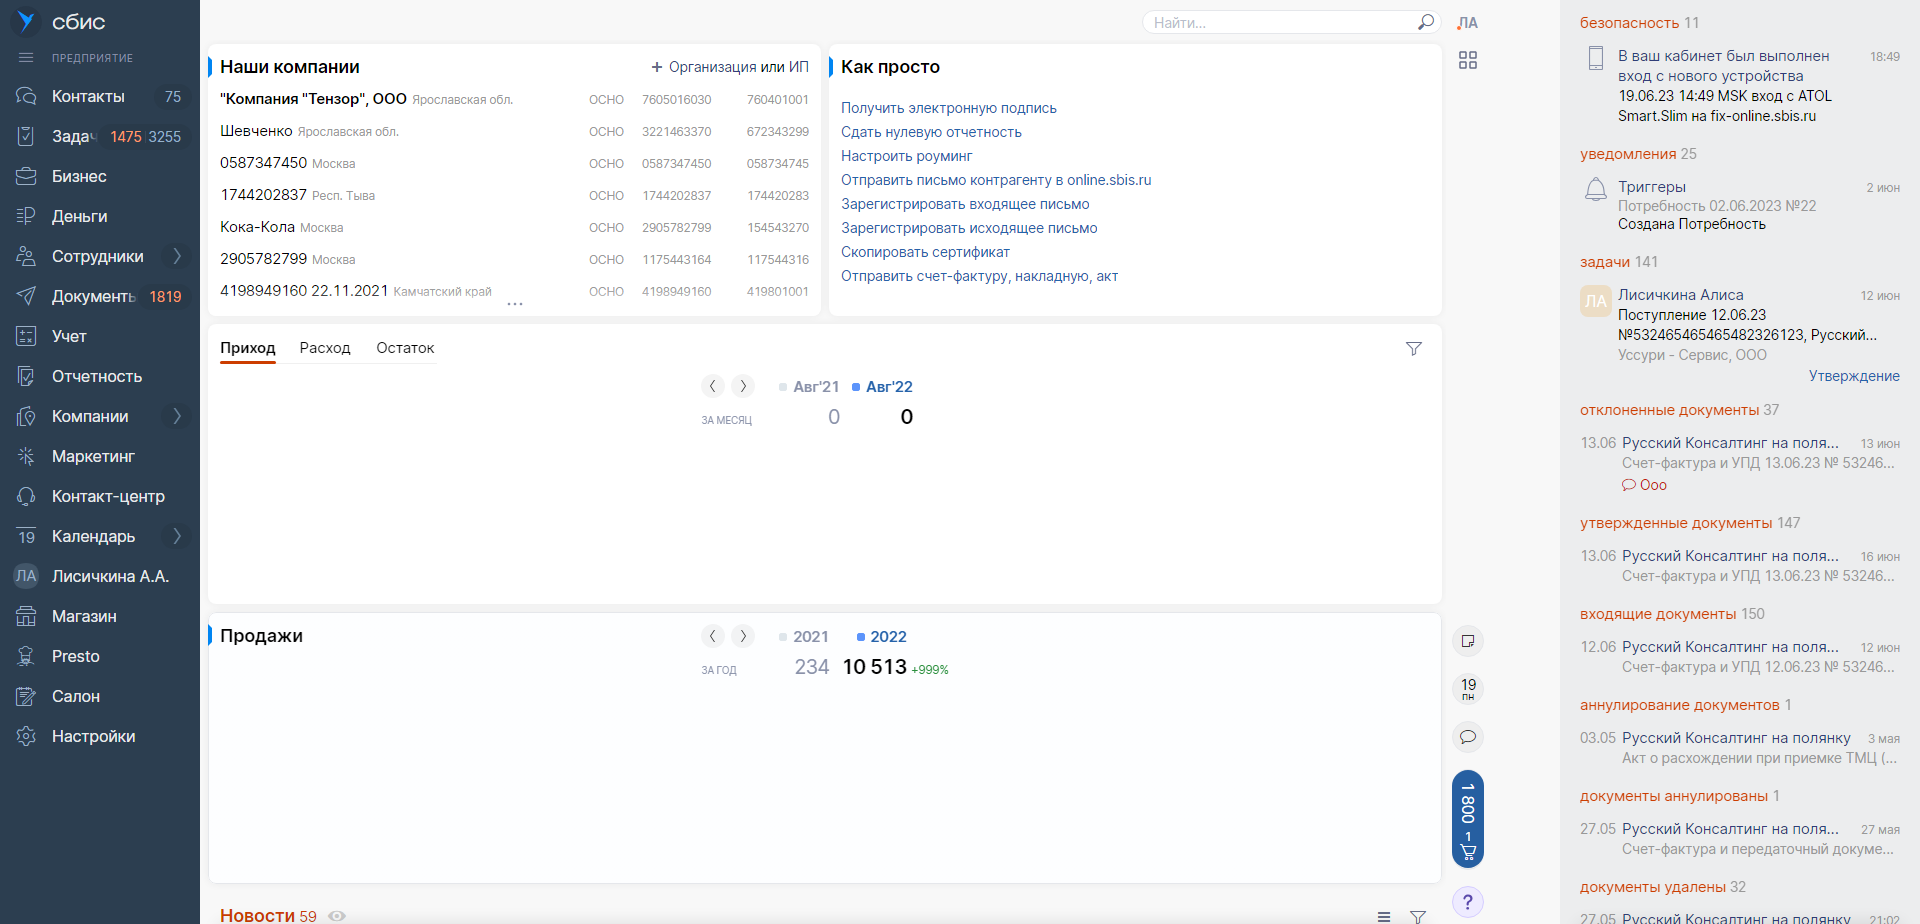 сбис
ПРЕДПРИЯТИЕ
Контакты 75
Задач 1475 3255
Бизнес
Деньги
Сотрудники
Документы 1819
Учет
Отчетность
Компании
Маркетинг
Контакт-центр
19 Календарь
ЛА Лисичкина А.А.
Магазин
Presto
Салон
Настройки
Найти...
ЛА
Наши компании
+ Организация или ИП
"Компания "Тензор", ООО Ярославская обл. ОСНО 7605016030 760401001
Шевченко Ярославская обл. ОСНО 3221463370 672343299
0587347450 Москва ОСНО 0587347450 058734745
1744202837 Респ. Тыва ОСНО 1744202837 174420283
Кока-Кола Москва ОСНО 2905782799 154543270
2905782799 Москва ОСНО 1175443164 117544316
4198949160 22.11.2021 Камчатский край ОСНО 4198949160 419801001
...
Как просто
Получить электронную подпись
Сдать нулевую отчетность
Настроить роуминг
Отправить письмо контрагенту в online.sbis.ru
Зарегистрировать входящее письмо
Зарегистрировать исходящее письмо
Скопировать сертификат
Отправить счет-фактуру, накладную, акт
Приход Расход Остаток
Авг'21 Авг'22
ЗА МЕСЯЦ 0 0
Продажи
2021 2022
ЗА ГОД 234 10 513 +999%
Новости 59
19
ПН
1 800
1
?
безопасность 11
В ваш кабинет был выполнен 18:49
вход с нового устройства
19.06.23 14:49 MSK вход с ATOL
Smart.Slim на fix-online.sbis.ru
уведомления 25
Триггеры 2 июн
Потребность 02.06.2023 №22
Создана Потребность
задачи 141
ЛА Лисичкина Алиса 12 июн
Поступление 12.06.23
№532465465465482326123, Русский...
Уссури - Сервис, ООО
Утверждение
отклоненные документы 37
13.06 Русский Консалтинг на поля... 13 июн
Счет-фактура и УПД 13.06.23 № 53246...
Ооо
утвержденные документы 147
13.06 Русский Консалтинг на поля... 16 июн
Счет-фактура и УПД 13.06.23 № 53246...
входящие документы 150
12.06 Русский Консалтинг на поля... 12 июн
Счет-фактура и УПД 12.06.23 № 53246...
аннулирование документов 1
03.05 Русский Консалтинг на полянку 3 мая
Акт о расхождении при приемке ТМЦ (...
документы аннулированы 1
27.05 Русский Консалтинг на поля... 27 мая
Счет-фактура и передаточный докуме...
документы удалены 32
27.05 Русский Консалтинг на поля... 21:02